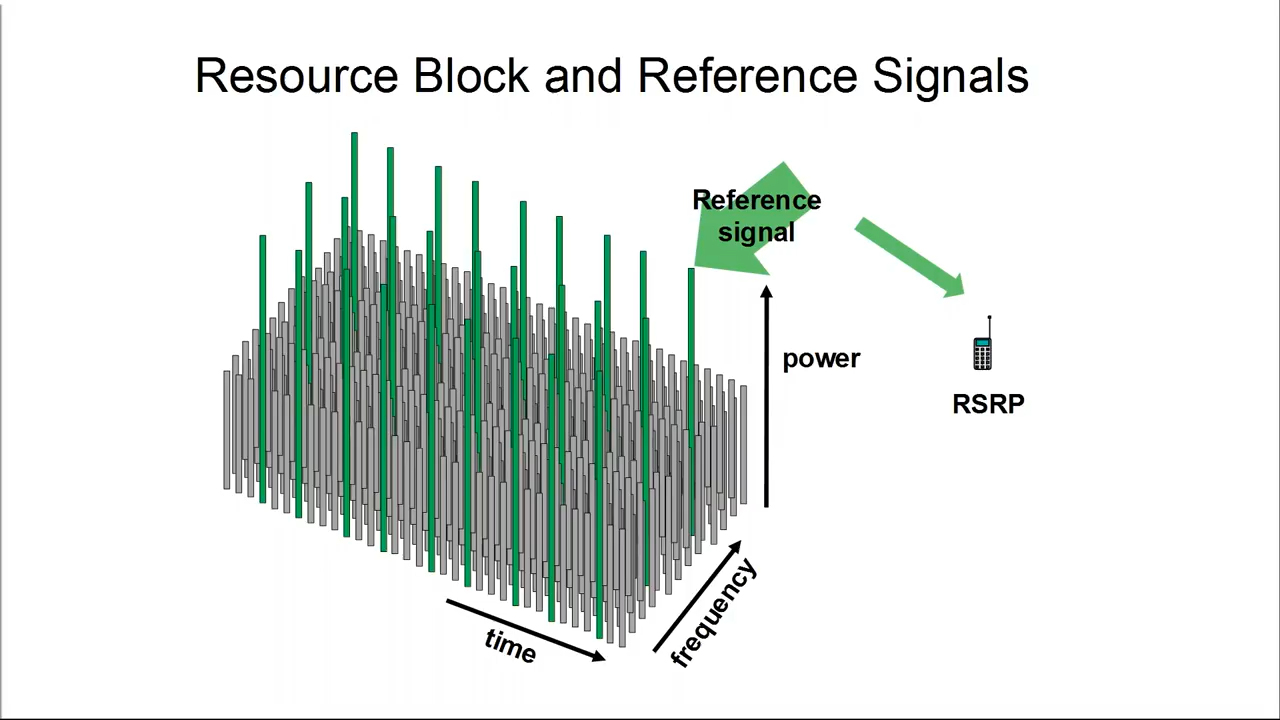 Resource Block and Reference Signals
Reference
signal
power
RSRP
frequency
time